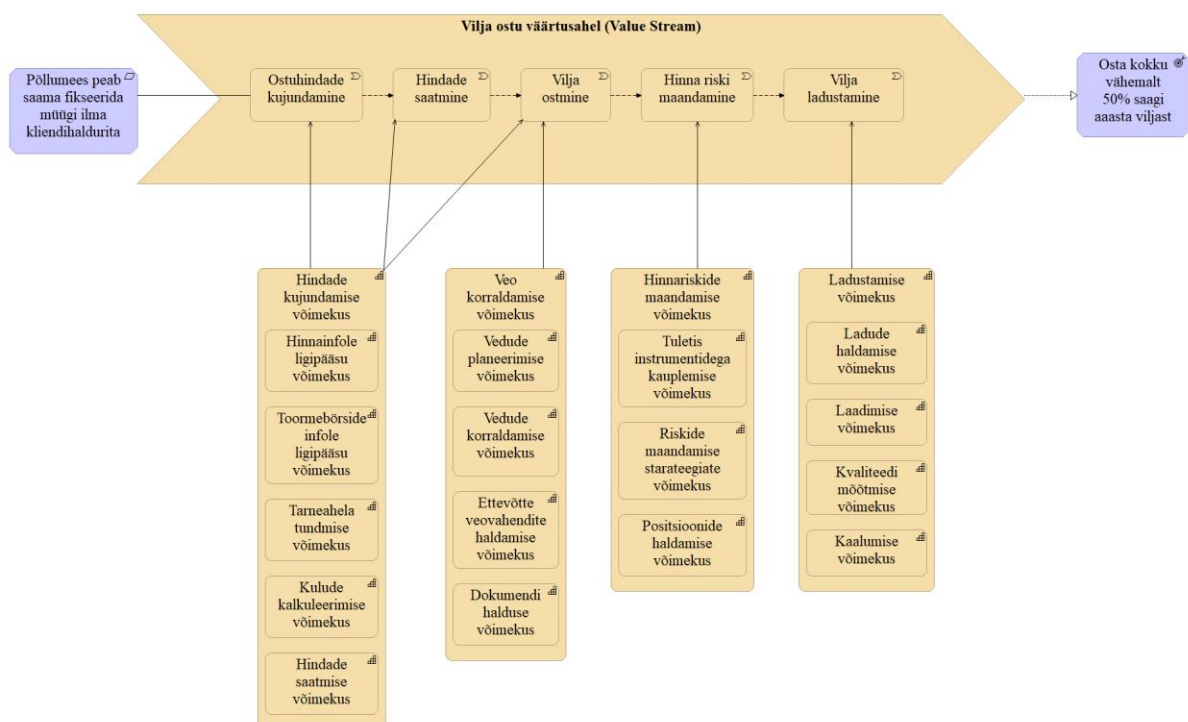 Vilja ostu väärtusahel (Value Stream)
Põllumees peab
saama fikseerida
müügi ilma
kliendihaldurita
Ostuhindade
kujundamine
Hindade
saatmine
Vilja
ostmine
Hinna riski
maandamine
Vilja
ladustamine
Osta kokku
vähemalt
50% saagi
aaasta viljast
Hindade
kujundamise
võimekus
Hinnainfole
ligipääsu
võimekus
Toormebörside
infole
ligipääsu
võimekus
Tarneahela
tundmise
võimekus
Kulude
kalkuleerimise
võimekus
Hindade
saatmise
võimekus
Veo
korraldamise
võimekus
Vedude
planeerimise
võimekus
Vedude
korraldamise
võimekus
Ettevõtte
veovahendite
haldamise
võimekus
Dokumendi
halduse
võimekus
Hinnariskide
maandamise
võimekus
Tuletis
instrumentidega
kauplemise
võimekus
Riskide
maandamise
starateegiate
võimekus
Positsioonide
haldamise
võimekus
Ladustamise
võimekus
Ladude
haldamise
võimekus
Laadimise
võimekus
Kvaliteedi
mõõtmise
võimekus
Kaalumise
võimekus